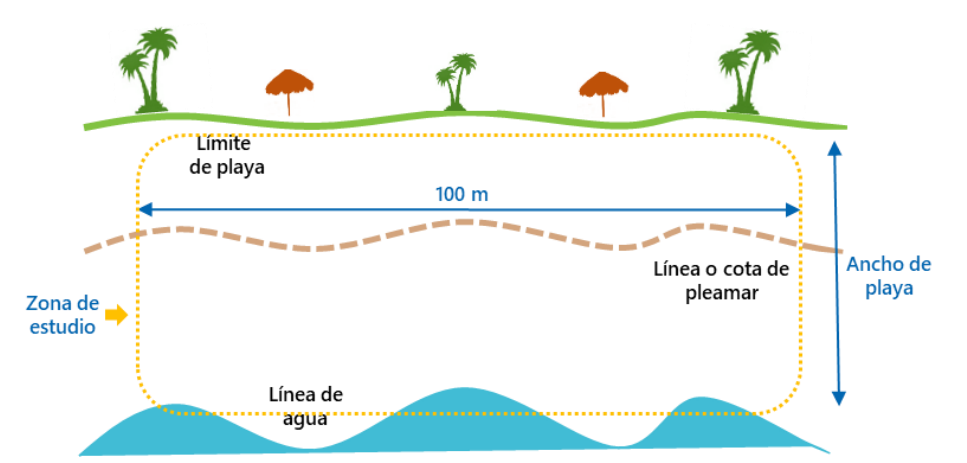 Límite
de playa
100 m
Línea o cota de
pleamar
Ancho de
playa
Zona de
estudio
Línea de
agua